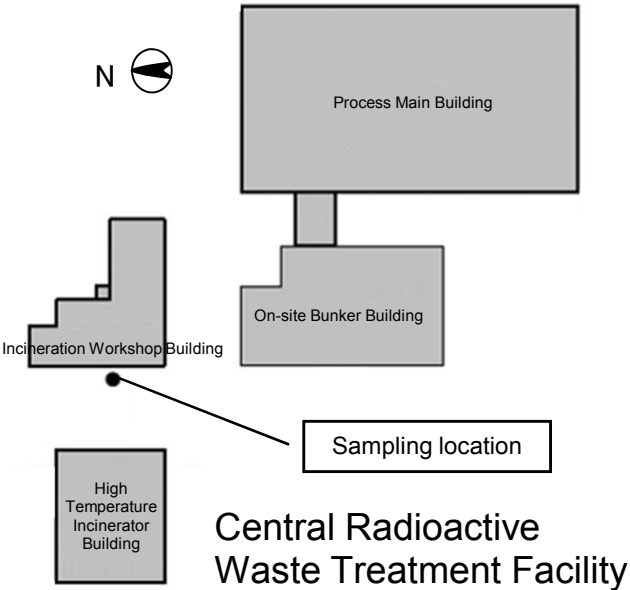 Process Main Building
N
On-site Bunker Building
Incineration Workshop Building
Sampling location
High
Temperature
Incinerator
Building
Central Radioactive
Waste Treatment Facility